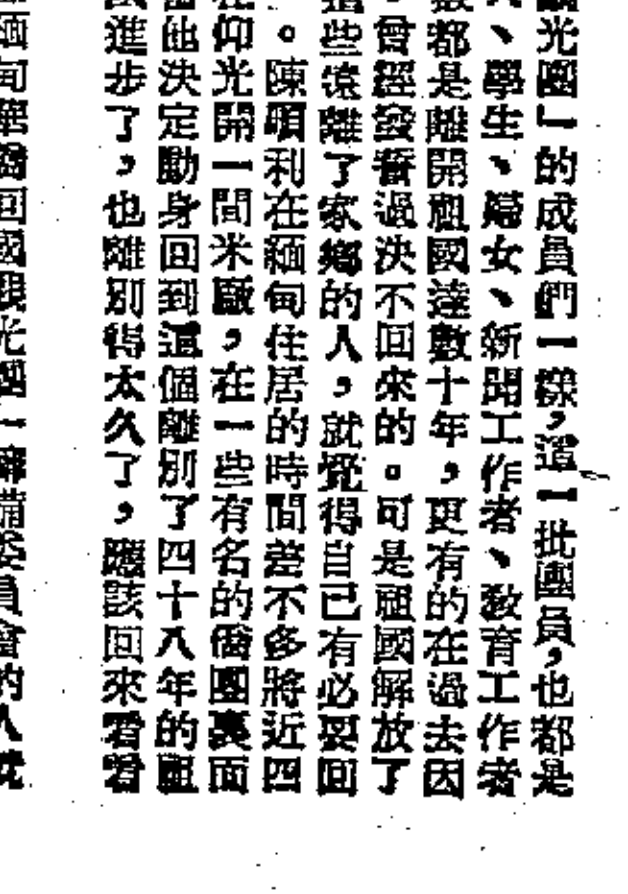 光團」的成員們一樣，這一批團員，也都是
、學生、婦女、新聞工作者、教育工作者
都是離開祖國達數十年，更有的在過去因
。曾經發奮過決不回來的。可是祖國解放了
這些遠離了家鄉的人，就覺得自己有必要回
。陳順利在緬甸住居的時間差不多將近四
在仰光開一間米廠，在一些有名的僑團裏面
他決定動身回到這個離別了四十八年的祖
進步了，也離別得太久了，應該回來看看
緬甸華僑回國觀光團一籌備委員會的人就